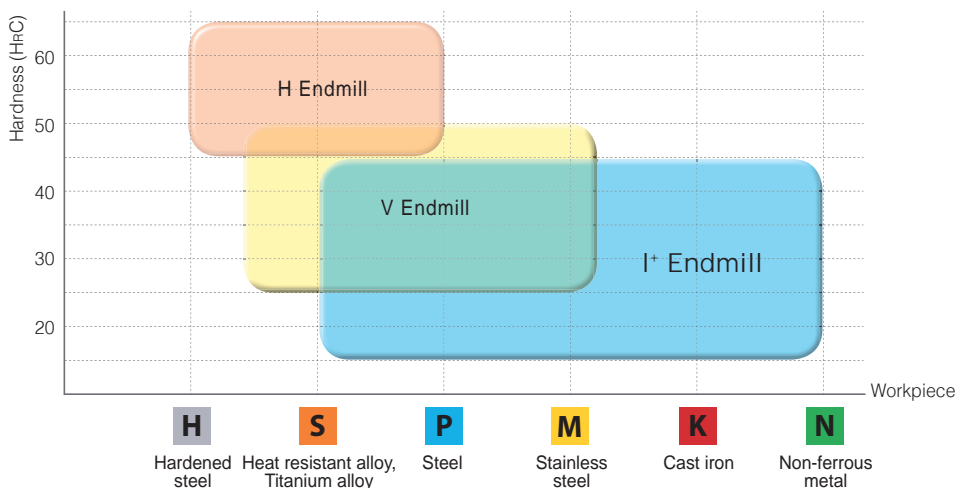 Hardness (HRC)
60
50
40
30
20
H Endmill
V Endmill
I+ Endmill
Workpiece
H
S
P
M
K
N
Hardened
steel
Heat resistant alloy,
Titanium alloy
Steel
Stainless
steel
Cast iron
Non-ferrous
metal